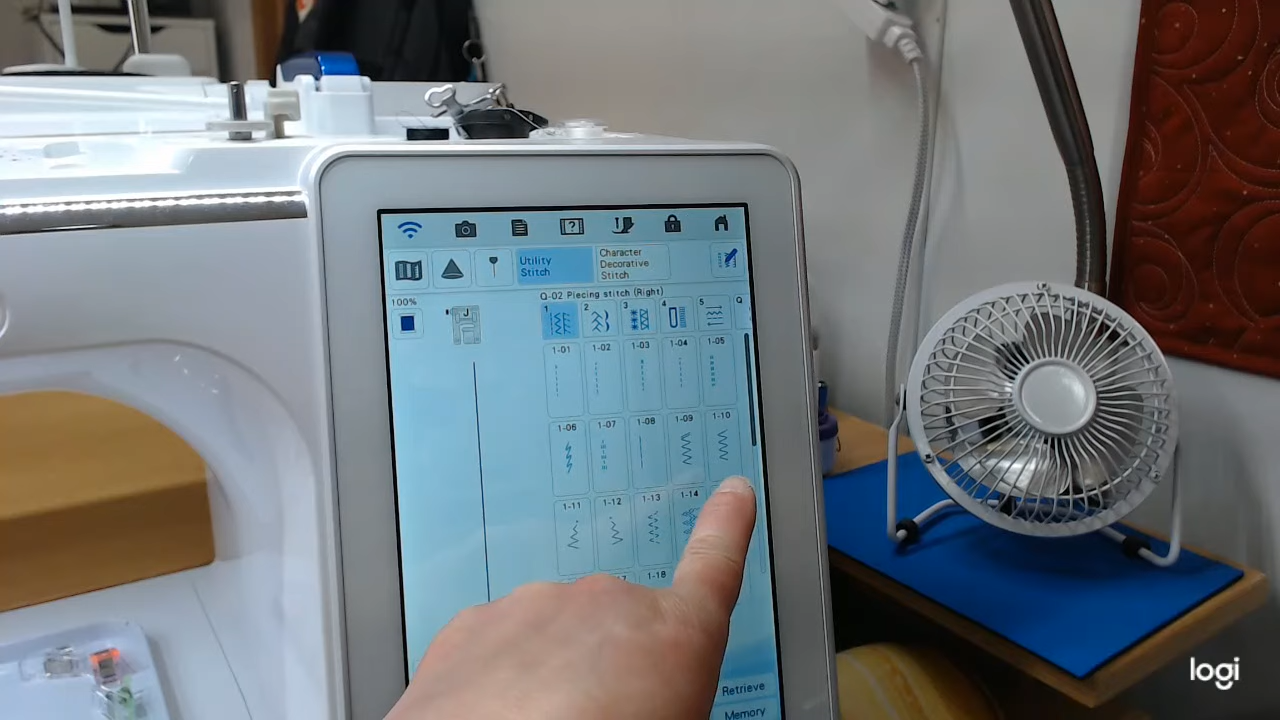 Utility
Stitch
Character
Decorative
Stitch
100%
Q-02 Piecing stitch (Right)
J
1 2 3 4 5 Q
1-01 1-02 1-03 1-04 1-05
1-06 1-07 1-08 1-09 1-10
1-11 1-12 1-13 1-14
1-18
Retrieve
Memory
logi